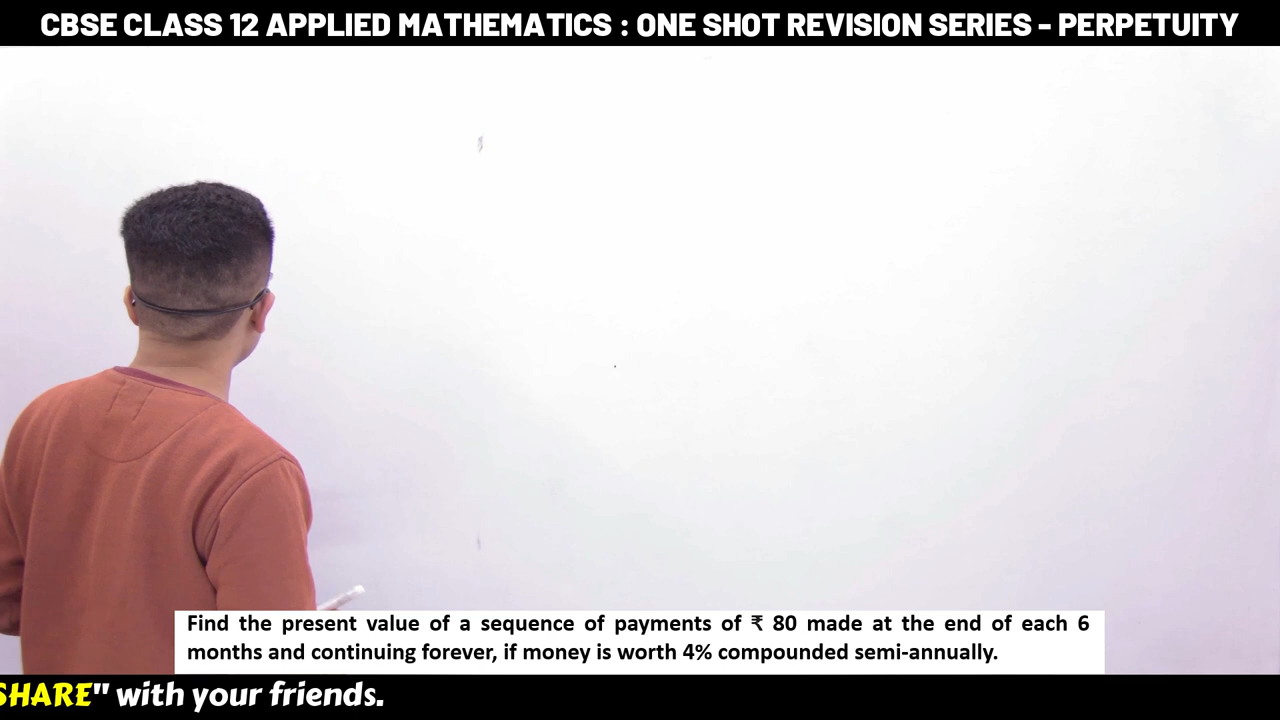 CBSE CLASS 12 APPLIED MATHEMATICS : ONE SHOT REVISION SERIES - PERPETUITY
Find the present value of a sequence of payments of ₹ 80 made at the end of each 6
months and continuing forever, if money is worth 4% compounded semi-annually.
SHARE" with your friends.